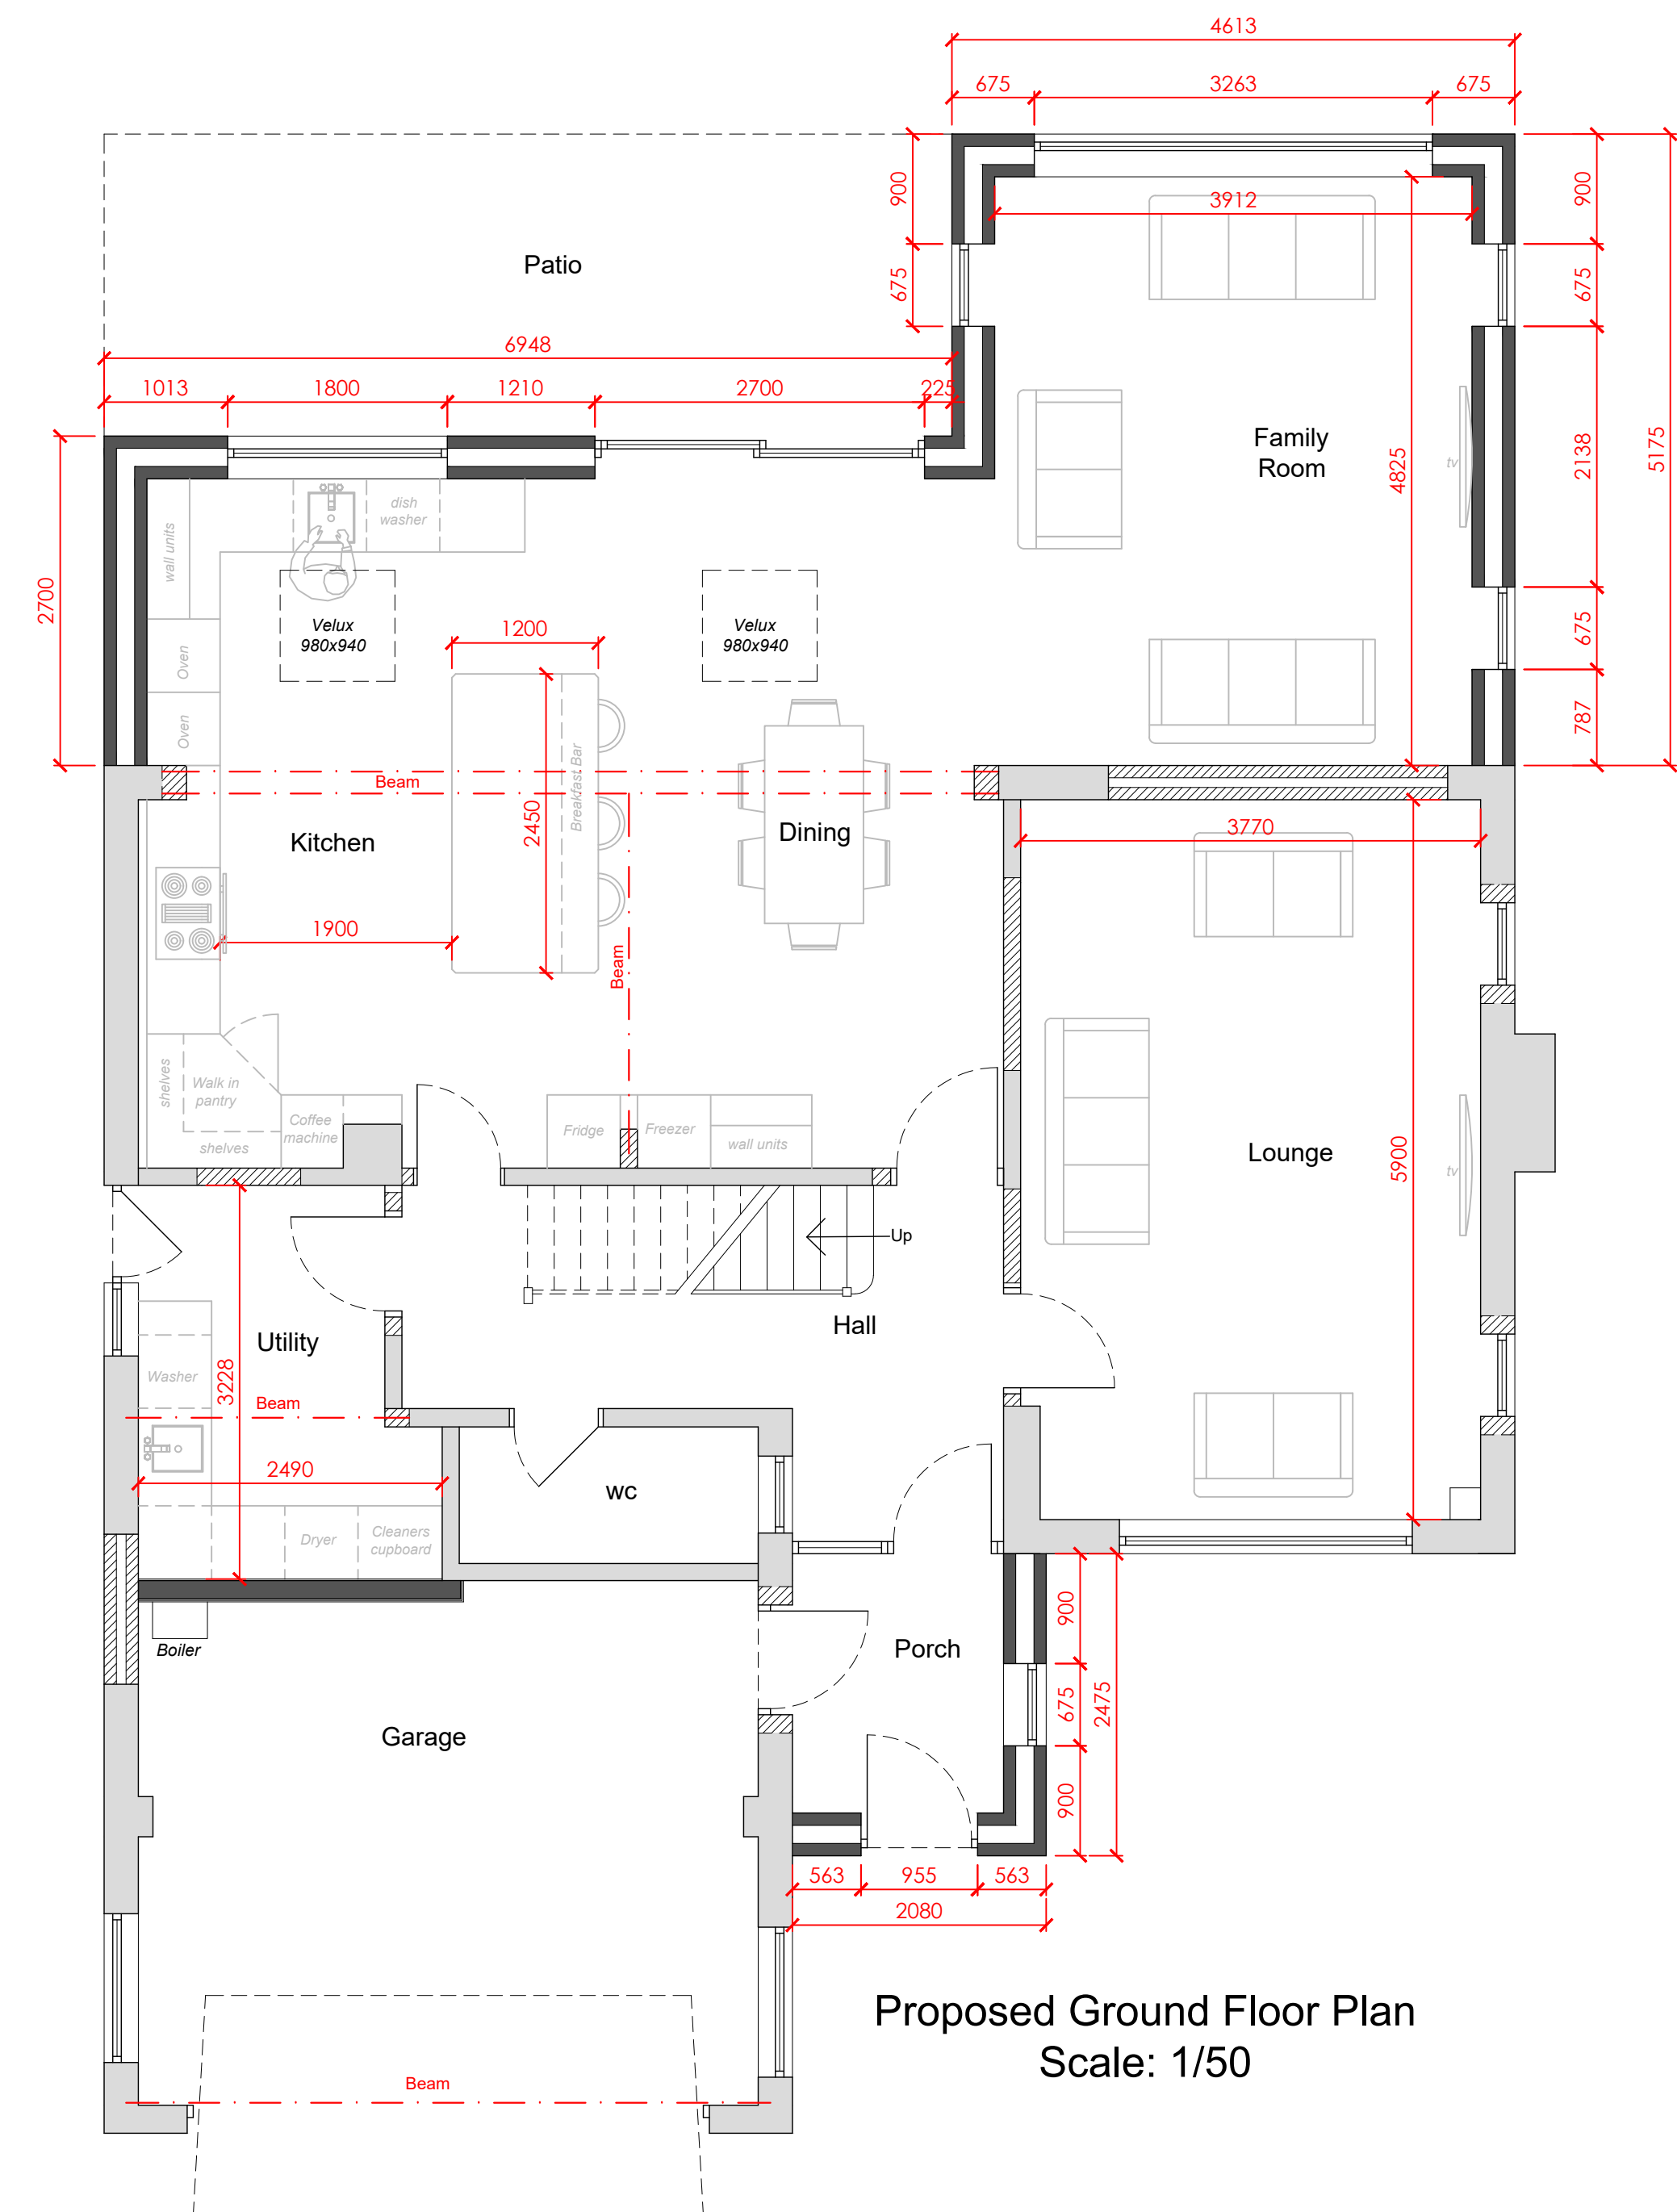 4613
675 3263 675
900
3912
900
Patio
675
675
6948
1013 1800 1210 2700 225
Family
Room
tv
4825
2138
5175
dish
washer
wall units
2700
Velux
980x940
1200
Velux
980x940
675
Oven
Oven
787
Beam
Breakfast Bar
2450
Kitchen
Dining
3770
1900
Beam
shelves
Walk in
pantry
Coffee
machine
shelves
Fridge
Freezer
wall units
Lounge
5900
tv
Up
Hall
Utility
Washer
3228
Beam
2490
wc
Dryer
Cleaners
cupboard
Boiler
900
Porch
675
2475
Garage
900
563 955 563
2080
Proposed Ground Floor Plan
Scale: 1/50
Beam